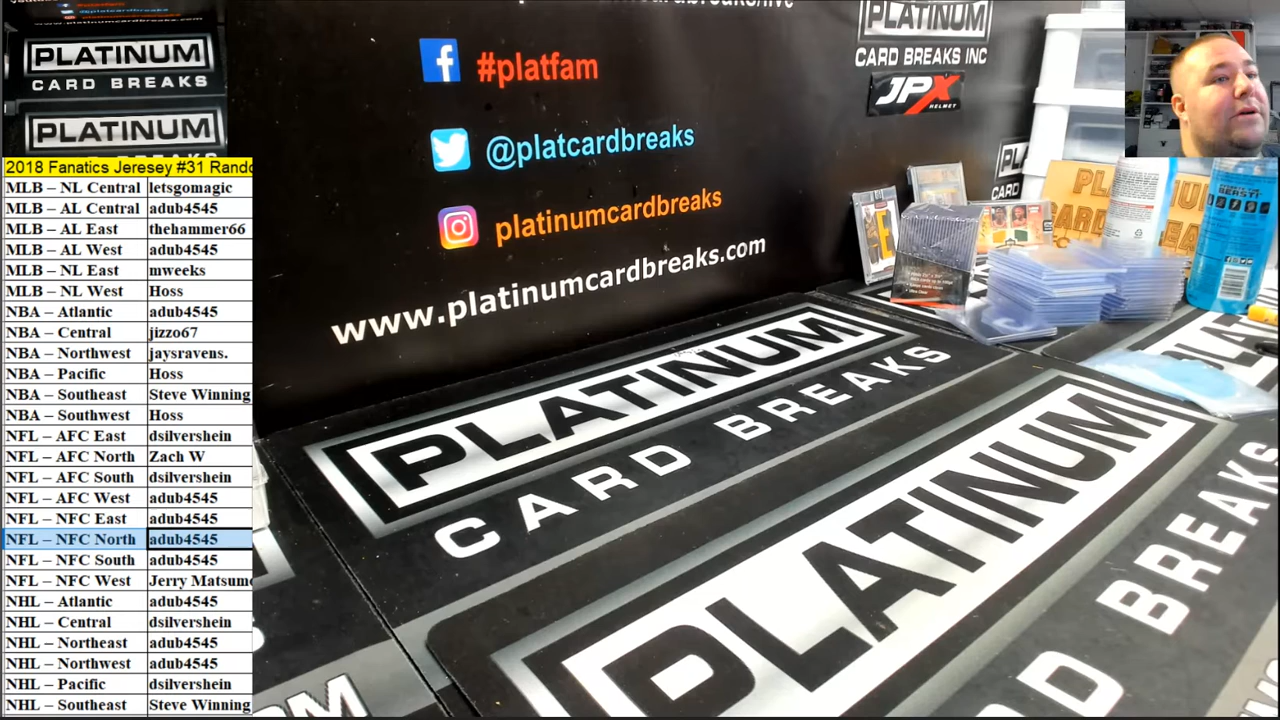 PLATINUM
CARD BREAKS
PLATINUM
2018 Fanatics Jeresey #31 Rando
MLB – NL Central letsgomagic
MLB – AL Central adub4545
MLB – AL East thehammer66
MLB – AL West adub4545
MLB – NL East mweeks
MLB – NL West Hoss
NBA – Atlantic adub4545
NBA – Central jizzo67
NBA – Northwest jaysravens.
NBA – Pacific Hoss
NBA – Southeast Steve Winning
NBA – Southwest Hoss
NFL – AFC East dsilvershein
NFL – AFC North Zach W
NFL – AFC South dsilvershein
NFL – AFC West adub4545
NFL – NFC East adub4545
NFL – NFC North adub4545
NFL – NFC South adub4545
NFL – NFC West Jerry Matsumo
NHL – Atlantic adub4545
NHL – Central dsilvershein
NHL – Northeast adub4545
NHL – Northwest adub4545
NHL – Pacific dsilvershein
NHL – Southeast Steve Winning
#platfam
@platcardbreaks
platinumcardbreaks
www.platinumcardbreaks.com
PLATINUM
CARD BREAKS INC
JPX
HELMET
PLATINUM
CARD BREAKS
PLATINUM
CARD BREAKS